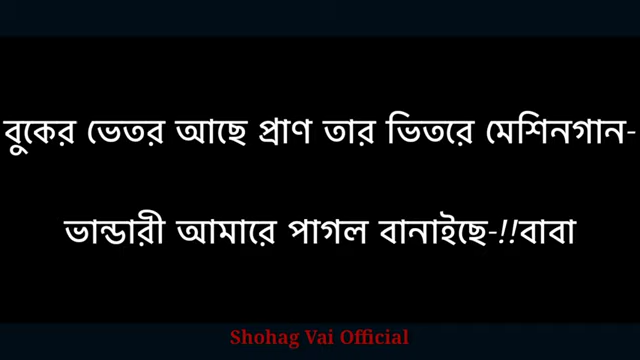 বুকের ভেতর আছে প্রাণ তার ভিতরে মেশিনগান-
ভান্ডারী আমারে পাগল বানাইছে-!!বাবা
Shohag Vai Official